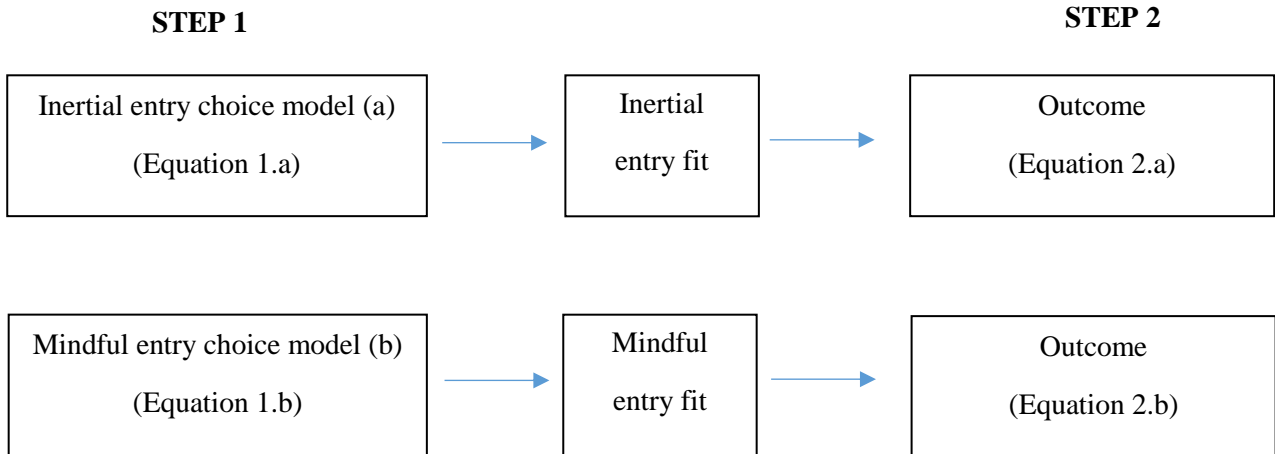 STEP 1
STEP 2
Inertial entry choice model (a)
(Equation 1.a)
Inertial
entry fit
Outcome
(Equation 2.a)
Mindful entry choice model (b)
(Equation 1.b)
Mindful
entry fit
Outcome
(Equation 2.b)